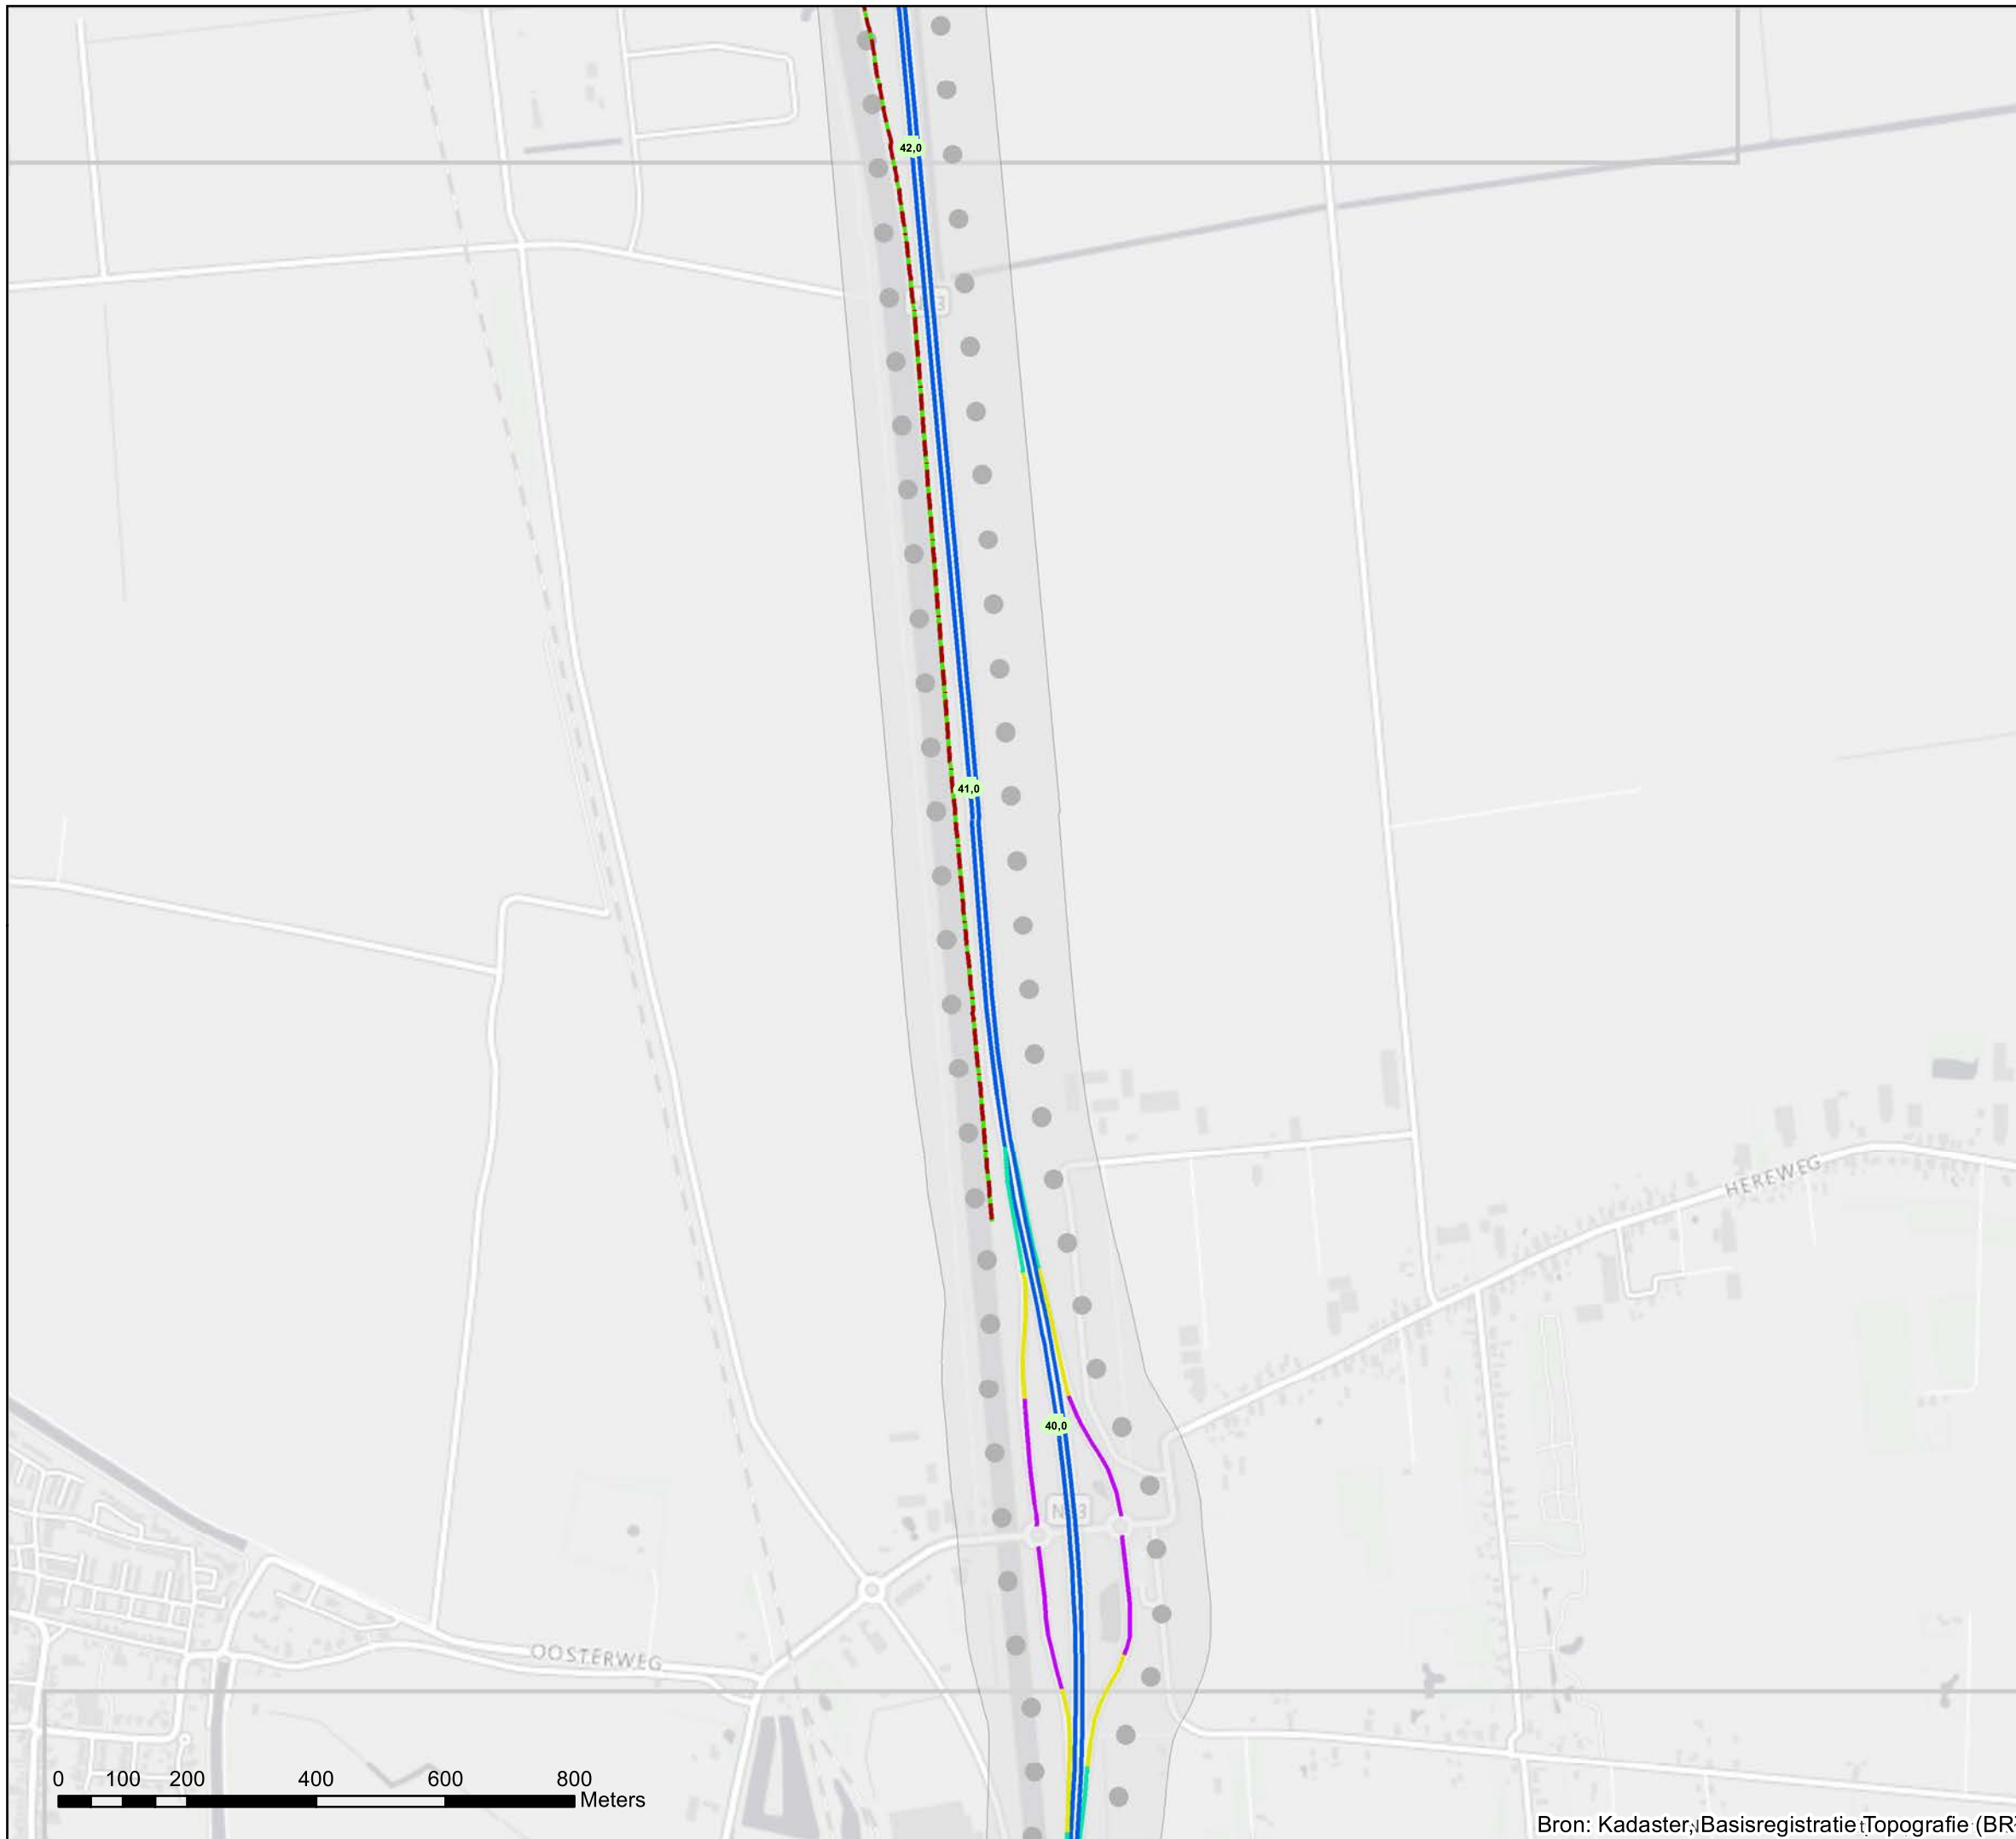 42,0
41,0
HEREWEG
40,0
OOSTERWEG
0 100 200 400 600 800
Meters
Bron: Kadaster, Basisregistratie Topografie (BR